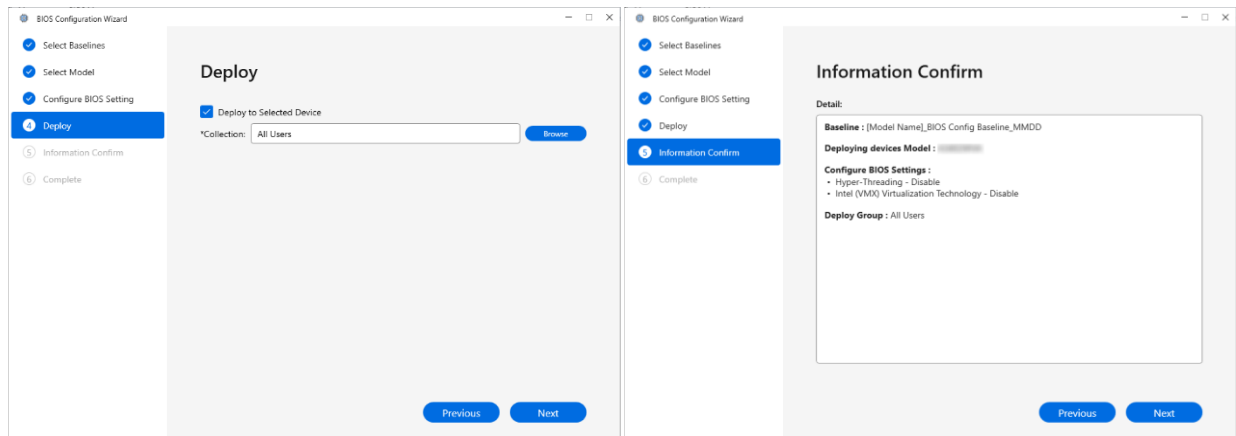 BIOS Configuration Wizard
Select Baselines
Select Model
Configure BIOS Setting
4 Deploy
5 Information Confirm
6 Complete
Deploy
Deploy to Selected Device
*Collection: All Users Browse
Previous Next
BIOS Configuration Wizard
Select Baselines
Select Model
Configure BIOS Setting
Deploy
5 Information Confirm
6 Complete
Information Confirm
Detail:
Baseline : [Model Name]_BIOS Config Baseline_MMDD
Deploying devices Model :
Configure BIOS Settings :
• Hyper-Threading - Disable
• Intel (VMX) Virtualization Technology - Disable
Deploy Group : All Users
Previous Next